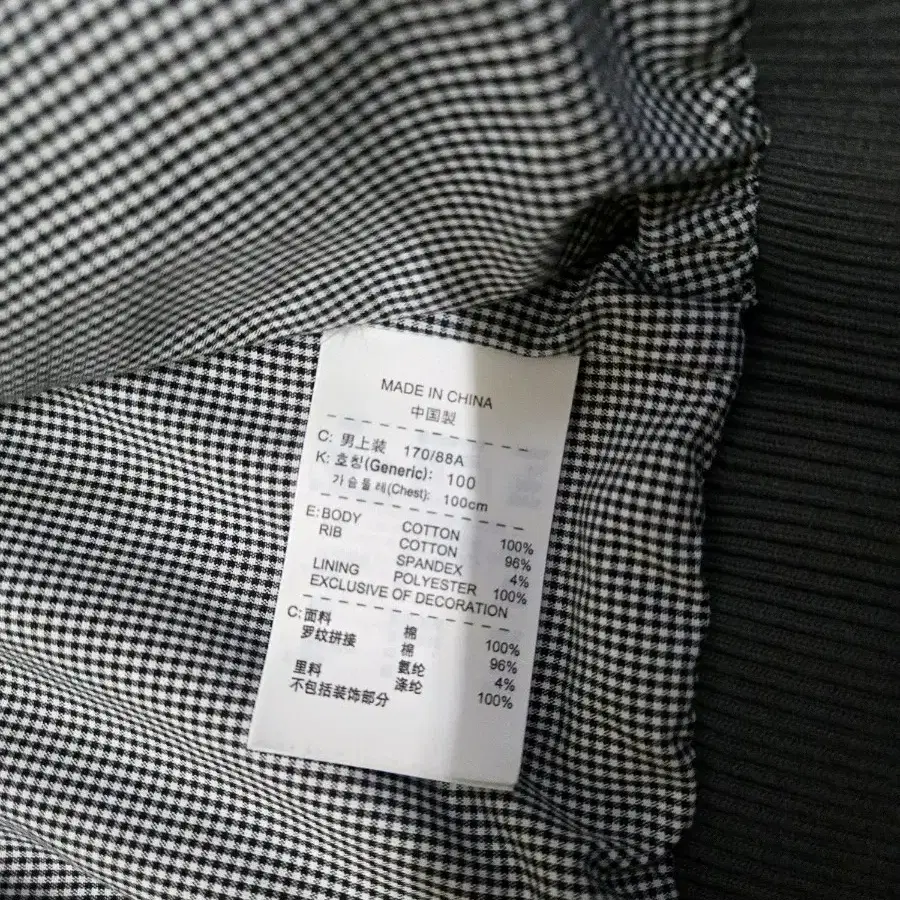 MADE IN CHINA
中国製
C: 男上装 170/88A
K: 호칭(Generic): 100
가슴둘레(Chest): 100cm
E: BODY COTTON 100%
RIB COTTON 96%
SPANDEX 4%
LINING POLYESTER 100%
EXCLUSIVE OF DECORATION
C: 面料 棉 100%
罗纹拼接 棉 96%
氨纶 4%
里料 涤纶 100%
不包括装饰部分